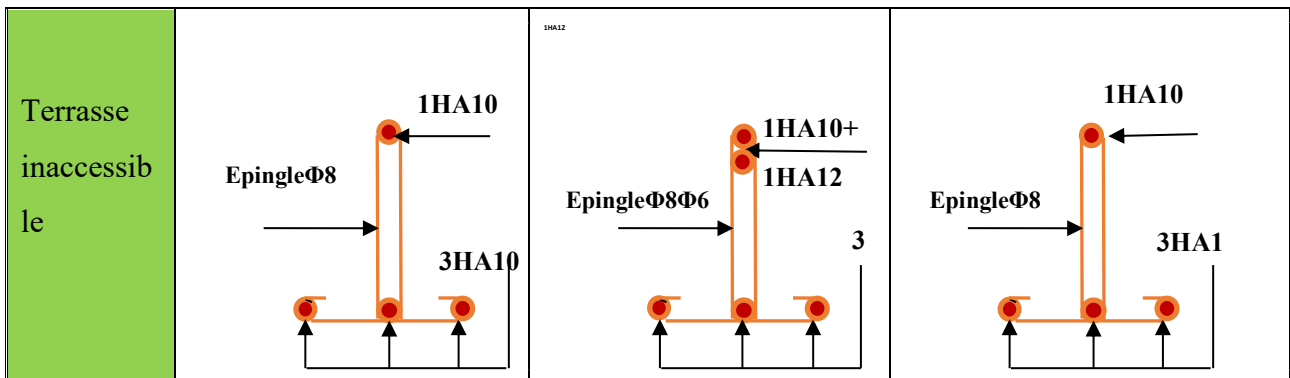 Terrasse
inaccessib
le
1HA10
EpingleΦ8
3HA10
1HA12
1HA10+
1HA12
EpingleΦ8Φ6
3
1HA10
EpingleΦ8
3HA1